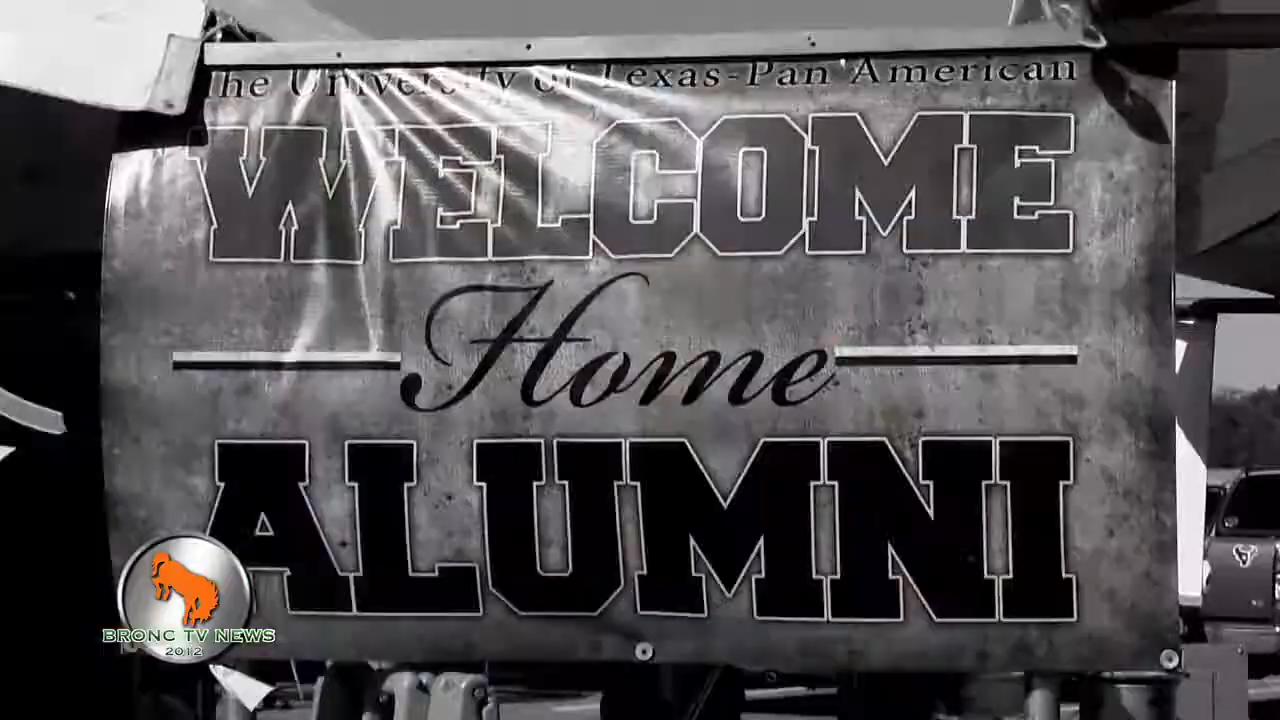 The University of Texas-Pan American
WELCOME
Home
ALUMNI
BRONC TV NEWS
2012